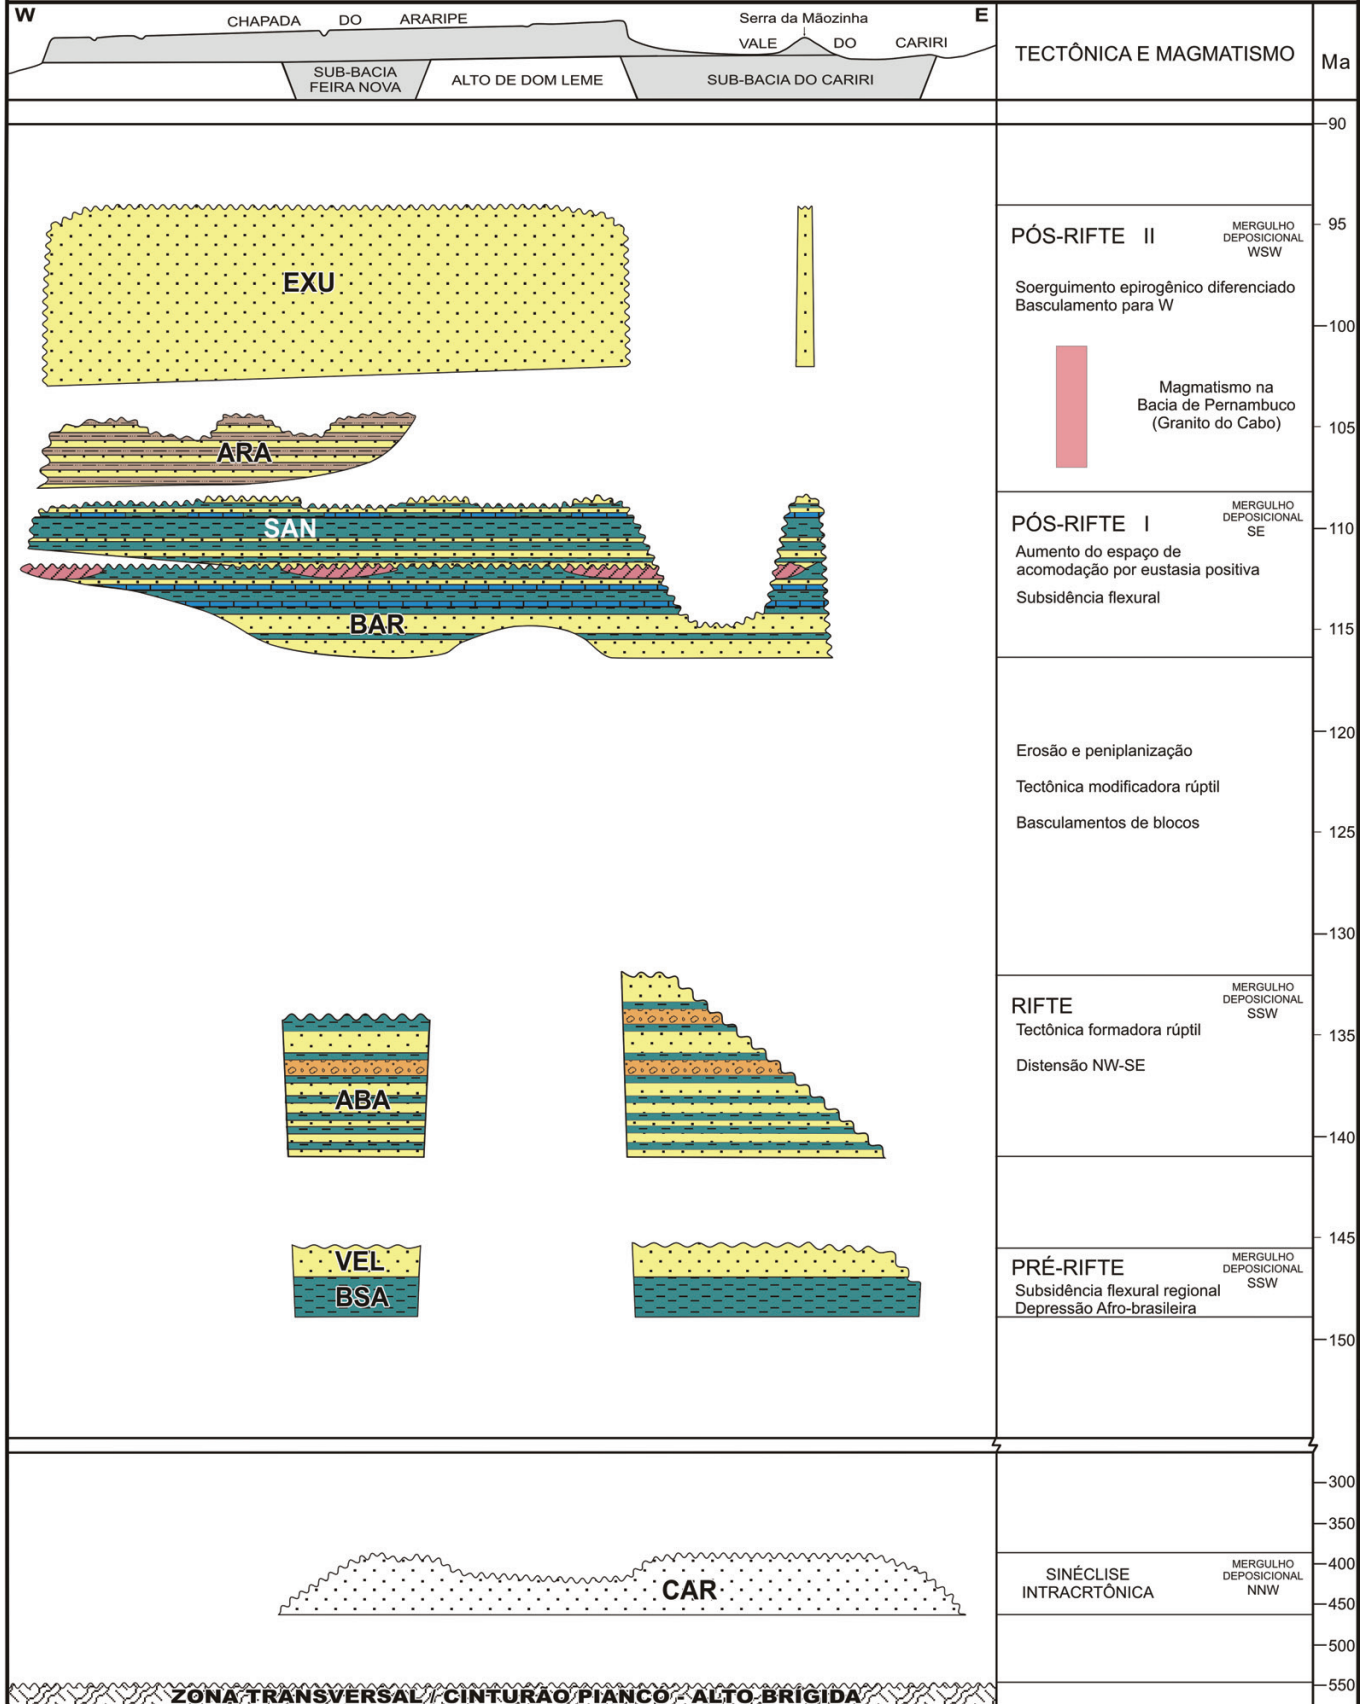 W
CHAPADA DO ARARIPE
Serra da Mãozinha
E
VALE DO CARIRI
SUB-BACIA
FEIRA NOVA
ALTO DE DOM LEME
SUB-BACIA DO CARIRI
TECTÔNICA E MAGMATISMO
Ma
90
EXU
PÓS-RIFTE II
MERGULHO
DEPOSICIONAL
WSW
95
Soerguimento epirogênico diferenciado
Basculamento para W
100
Magmatismo na
Bacia de Pernambuco
(Granito do Cabo)
ARA
105
SAN
PÓS-RIFTE I
MERGULHO
DEPOSICIONAL
SE
110
Aumento do espaço de
acomodação por eustasia positiva
Subsidência flexural
BAR
115
120
Erosão e peniplanização
Tectônica modificadora rúptil
Basculamentos de blocos
125
130
RIFTE
MERGULHO
DEPOSICIONAL
SSW
Tectônica formadora rúptil
135
Distensão NW-SE
ABA
140
145
VEL
BSA
PRÉ-RIFTE
MERGULHO
DEPOSICIONAL
SSW
Subsidência flexural regional
Depressão Afro-brasileira
150
300
350
400
CAR
SINÉCLISE
INTRACRTÔNICA
MERGULHO
DEPOSICIONAL
NNW
450
500
550
ZONA TRANSVERSAL / CINTURÃO PIANCÓ - ALTO BRÍGIDA